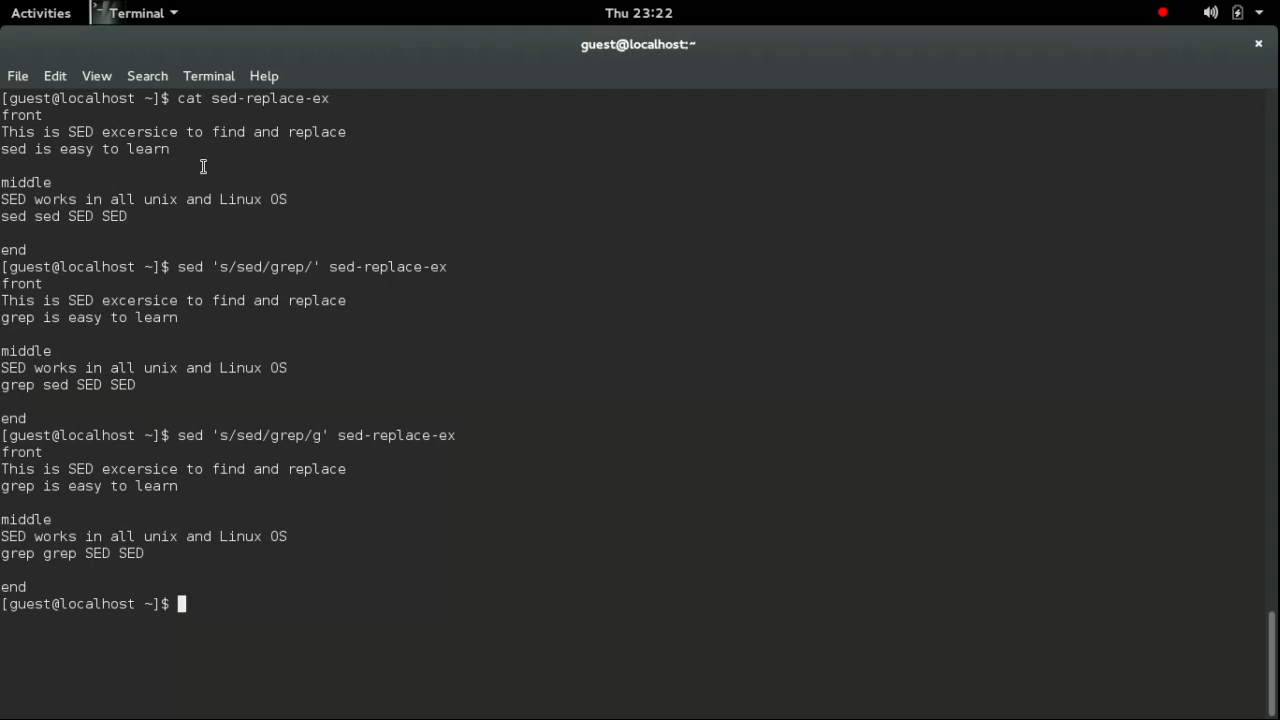 Activities Terminal Thu 23:22
guest@localhost:~
File Edit View Search Terminal Help
[guest@localhost ~]$ cat sed-replace-ex
front
This is SED excersice to find and replace
sed is easy to learn
middle
SED works in all unix and Linux OS
sed sed SED SED
end
[guest@localhost ~]$ sed 's/sed/grep/' sed-replace-ex
front
This is SED excersice to find and replace
grep is easy to learn
middle
SED works in all unix and Linux OS
grep sed SED SED
end
[guest@localhost ~]$ sed 's/sed/grep/g' sed-replace-ex
front
This is SED excersice to find and replace
grep is easy to learn
middle
SED works in all unix and Linux OS
grep grep SED SED
end
[guest@localhost ~]$